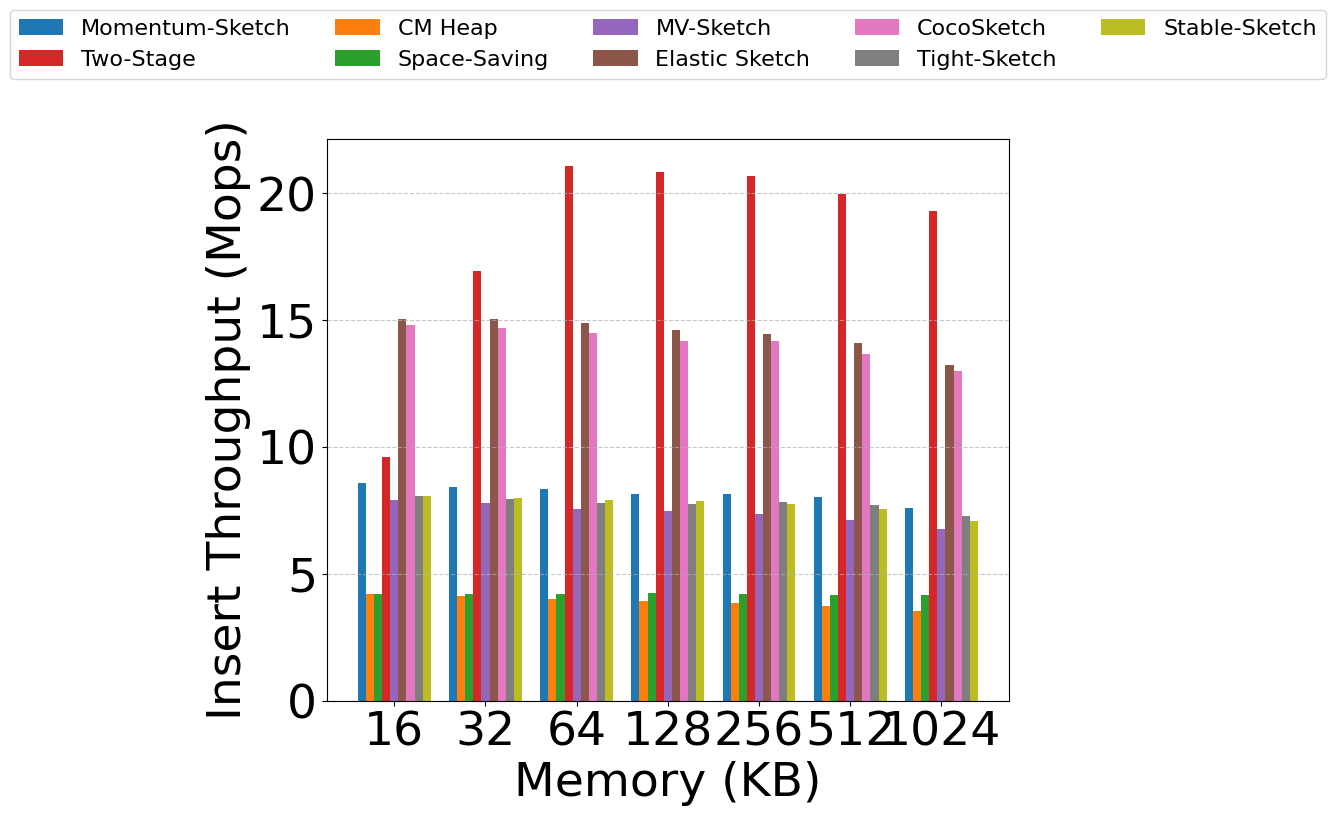 Momentum-Sketch CM Heap MV-Sketch CocoSketch Stable-Sketch
Two-Stage Space-Saving Elastic Sketch Tight-Sketch
Insert Throughput (Mops)
20
15
10
5
0
16 32 64 128 256 512 1024
Memory (KB)